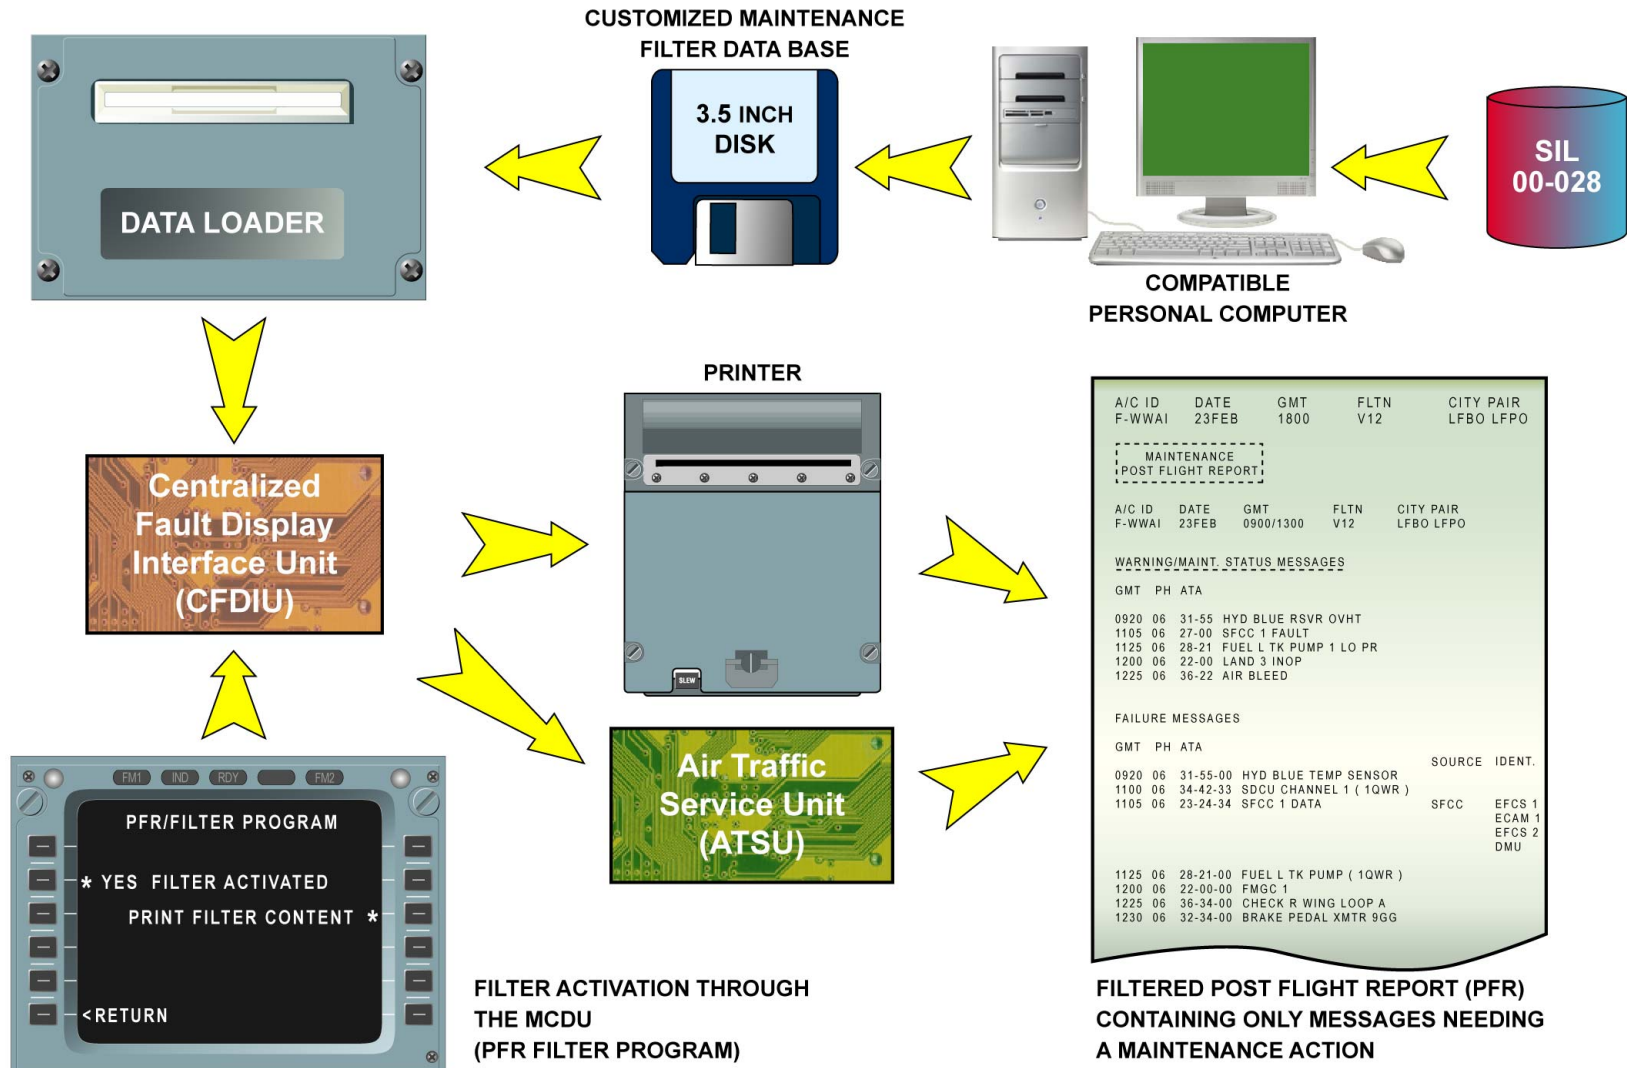 CUSTOMIZED MAINTENANCE
FILTER DATA BASE
DATA LOADER
3.5 INCH
DISK
SIL
00-028
COMPATIBLE
PERSONAL COMPUTER
PRINTER
SLEW
Centralized
Fault Display
Interface Unit
(CFDIU)
Air Traffic
Service Unit
(ATSU)
FM1 IND RDY FM2
PFR/FILTER PROGRAM
* YES FILTER ACTIVATED
PRINT FILTER CONTENT *
<RETURN
FILTER ACTIVATION THROUGH
THE MCDU
(PFR FILTER PROGRAM)
A/C ID DATE GMT FLTN CITY PAIR
F-WWAI 23FEB 1800 V12 LFBO LFPO
MAINTENANCE
POST FLIGHT REPORT
A/C ID DATE GMT FLTN CITY PAIR
F-WWAI 23FEB 0900/1300 V12 LFBO LFPO
WARNING/MAINT. STATUS MESSAGES
GMT PH ATA
0920 06 31-55 HYD BLUE RSVR OVHT
1105 06 27-00 SFCC 1 FAULT
1125 06 28-21 FUEL L TK PUMP 1 LO PR
1200 06 22-00 LAND 3 INOP
1225 06 36-22 AIR BLEED
FAILURE MESSAGES
GMT PH ATA
SOURCE IDENT.
0920 06 31-55-00 HYD BLUE TEMP SENSOR
1100 06 34-42-33 SDCU CHANNEL 1 ( 1QWR )
1105 06 23-24-34 SFCC 1 DATA SFCC EFCS 1
ECAM 1
EFCS 2
DMU
1125 06 28-21-00 FUEL L TK PUMP ( 1QWR )
1200 06 22-00-00 FMGC 1
1225 06 36-34-00 CHECK R WING LOOP A
1230 06 32-34-00 BRAKE PEDAL XMTR 9GG
FILTERED POST FLIGHT REPORT (PFR)
CONTAINING ONLY MESSAGES NEEDING
A MAINTENANCE ACTION